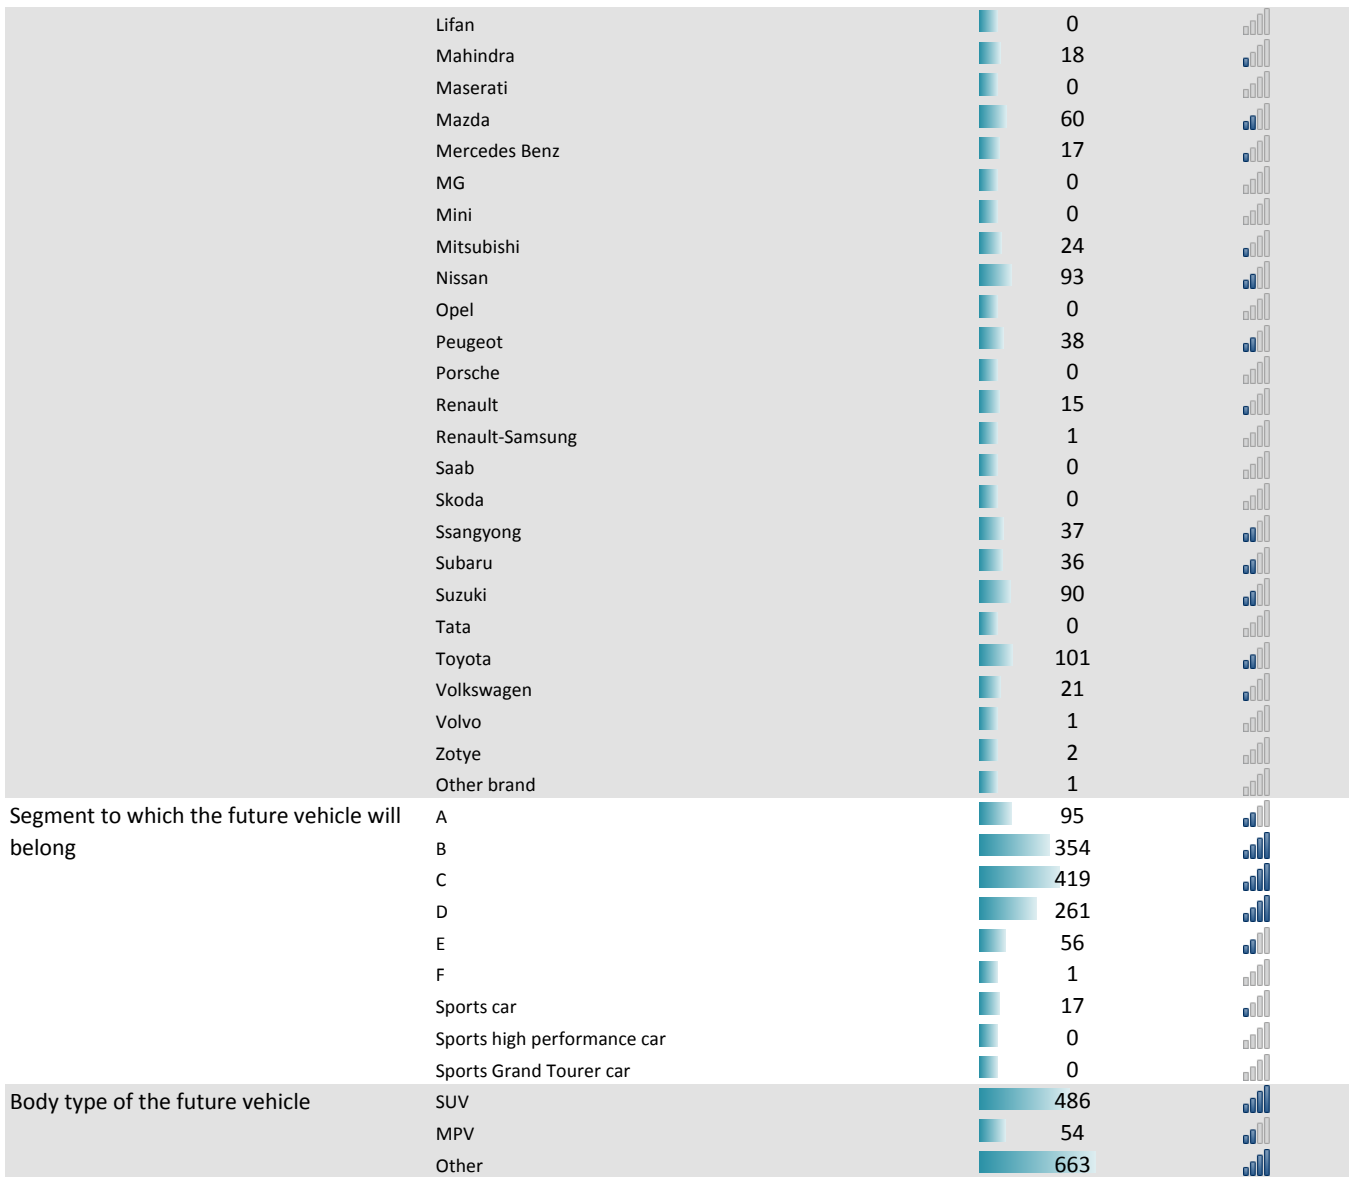 Lifan 0
Mahindra 18
Maserati 0
Mazda 60
Mercedes Benz 17
MG 0
Mini 0
Mitsubishi 24
Nissan 93
Opel 0
Peugeot 38
Porsche 0
Renault 15
Renault-Samsung 1
Saab 0
Skoda 0
Ssangyong 37
Subaru 36
Suzuki 90
Tata 0
Toyota 101
Volkswagen 21
Volvo 1
Zotye 2
Other brand 1
Segment to which the future vehicle will A 95
belong B 354
C 419
D 261
E 56
F 1
Sports car 17
Sports high performance car 0
Sports Grand Tourer car 0
Body type of the future vehicle SUV 486
MPV 54
Other 663